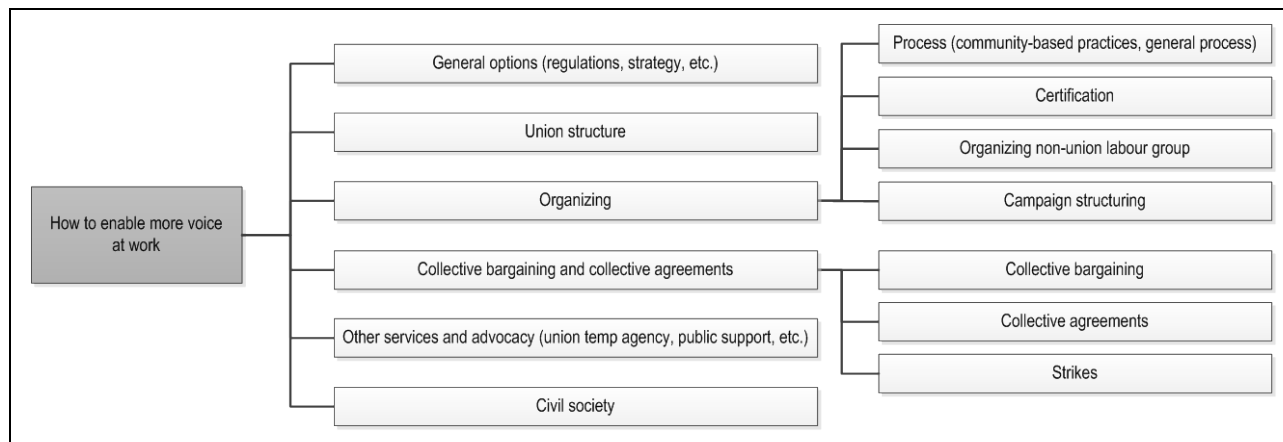 How to enable more voice
at work
General options (regulations, strategy, etc.)
Union structure
Organizing
Collective bargaining and collective agreements
Other services and advocacy (union temp agency, public support, etc.)
Civil society
Process (community-based practices, general process)
Certification
Organizing non-union labour group
Campaign structuring
Collective bargaining
Collective agreements
Strikes